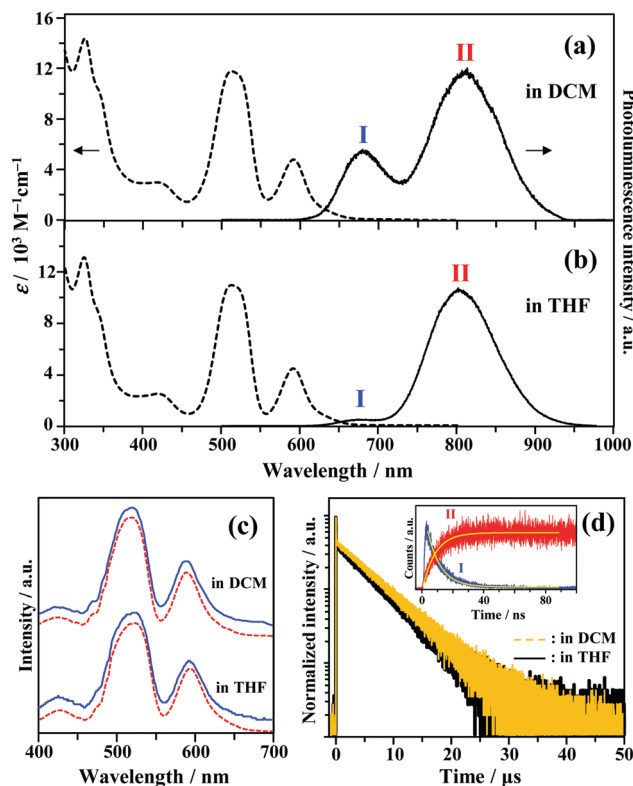 (a)
16
12
8
4
0
in DCM
I
II
(b)
12
8
4
0
in THF
I
II
ε / 10³ M⁻¹cm⁻¹
Photoluminescence intensity / a.u.
300 400 500 600 700 800 900 1000
Wavelength / nm
(c)
in DCM
in THF
Intensity / a.u.
400 500 600 700
Wavelength / nm
(d)
II
I
Counts / a.u.
0 40 80
Time / ns
: in DCM
: in THF
Normalized intensity / a.u.
0 10 20 30 40 50
Time / μs